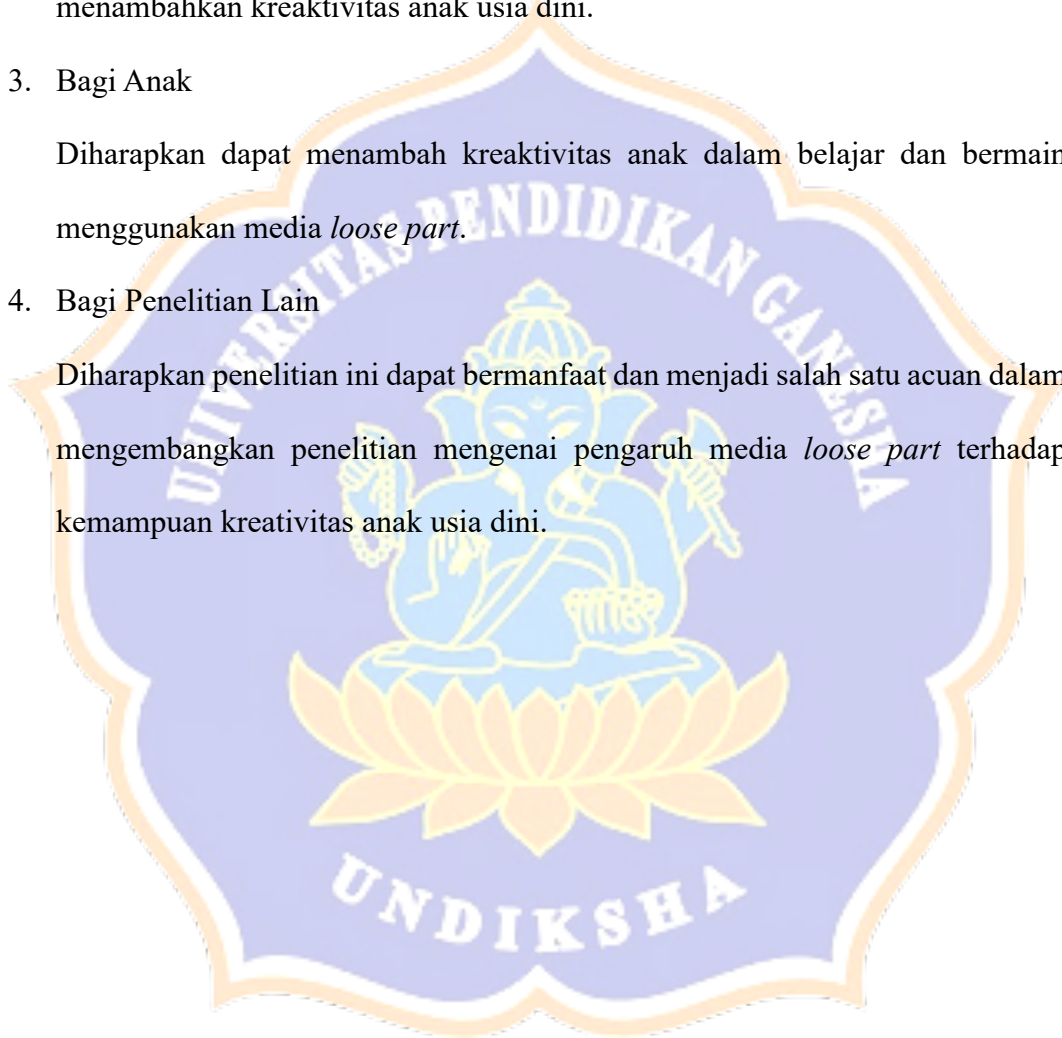 menambahkan kreaktivitas anak usia dini.
3. Bagi Anak
Diharapkan dapat menambah kreaktivitas anak dalam belajar dan bermain
menggunakan media loose part.
4. Bagi Penelitian Lain
Diharapkan penelitian ini dapat bermanfaat dan menjadi salah satu acuan dalam
mengembangkan penelitian mengenai pengaruh media loose part terhadap
kemampuan kreativitas anak usia dini.
UNIVERSITAS PENDIDIKAN GANESHA
UNDIKSHA